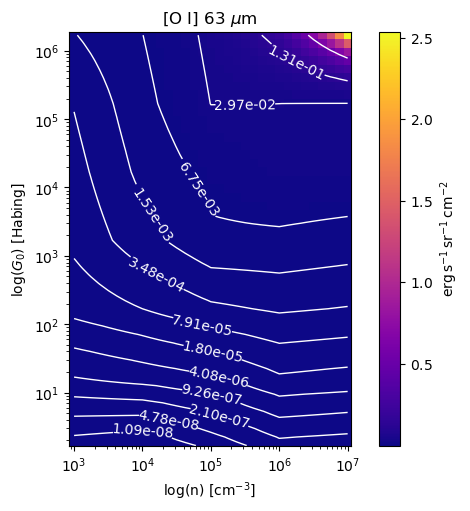 [O I] 63 μm
10⁶
10⁵
10⁴
10³
10²
10¹
log(G₀) [Habing]
1.31e-01
2.97e-02
6.75e-03
1.53e-03
3.48e-04
7.91e-05
1.80e-05
4.08e-06
9.26e-07
2.10e-07
4.78e-08
1.09e-08
10³
10⁴
10⁵
10⁶
10⁷
log(n) [cm⁻³]
2.5
2.0
1.5
1.0
0.5
erg s⁻¹ sr⁻¹ cm⁻²